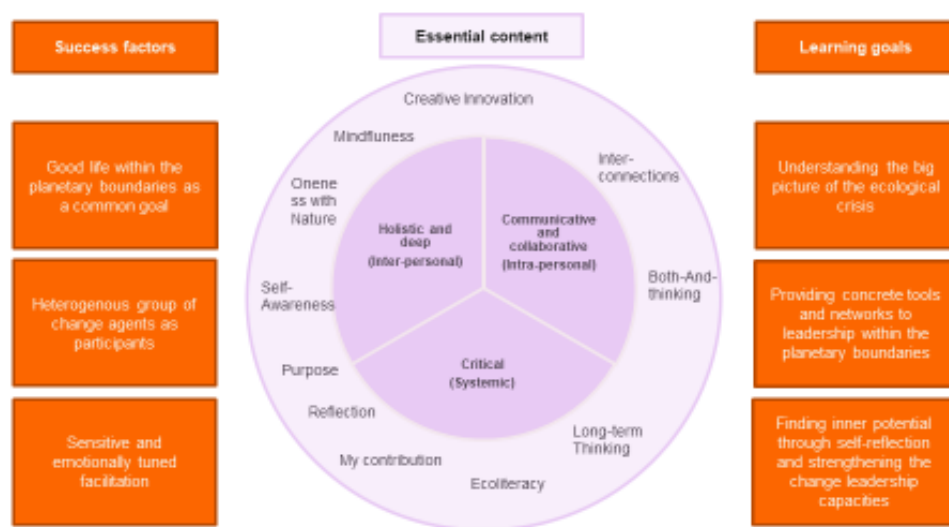 Success factors
Essential content
Learning goals
Good life within the
planetary boundaries as
a common goal
Heterogenous group of
change agents as
participants
Sensitive and
emotionally tuned
facilitation
Creative Innovation
Mindfluness
Onene
ss with
Nature
Self-
Awareness
Purpose
Reflection
My contribution
Ecoliteracy
Long-term
Thinking
Both-And-
thinking
Inter-
connections
Holistic and
deep
(Inter-personal)
Communicative
and
collaborative
(Intra-personal)
Critical
(Systemic)
Understanding the big
picture of the ecological
crisis
Providing concrete tools
and networks to
leadership within the
planetary boundaries
Finding inner potential
through self-reflection
and strengthening the
change leadership
capacities